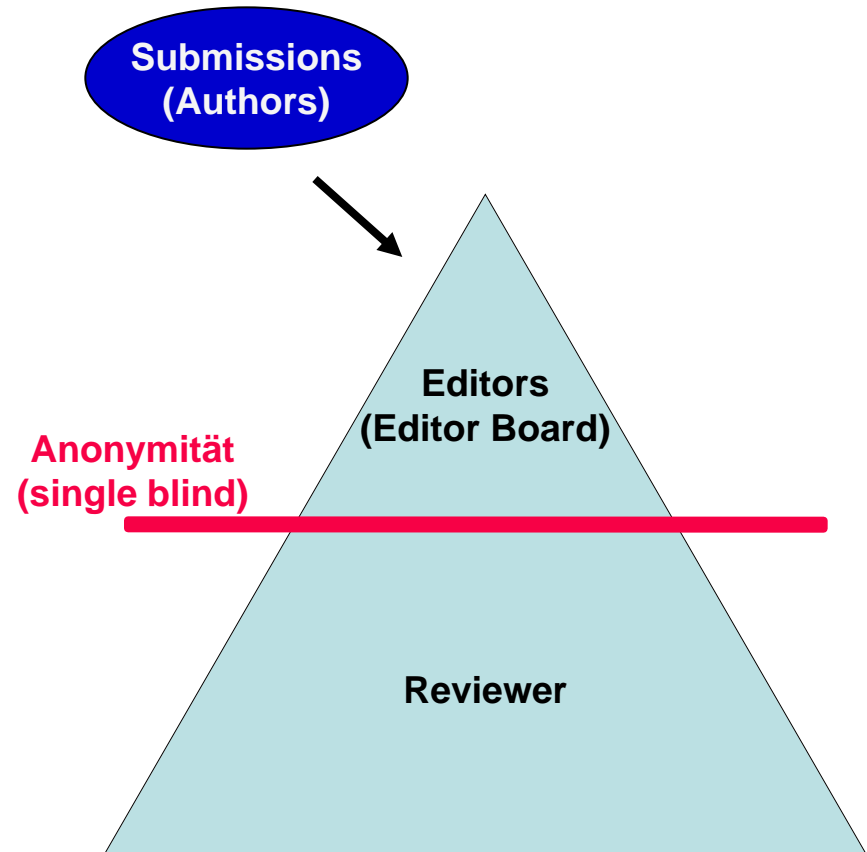 Submissions
(Authors)
Editors
(Editor Board)
Anonymität
(single blind)
Reviewer